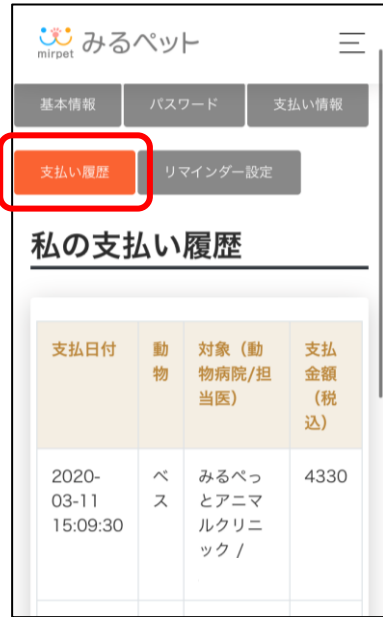 mirpet みるペット
基本情報 パスワード 支払い情報
支払い履歴 リマインダー設定
私の支払い履歴
支払日付
動
物
対象（動
物病院/担
当医）
支払
金額
（税
込）
2020-
03-11
15:09:30
ベ
ス
みるぺっ
とアニマ
ルクリニ
ック /
4330